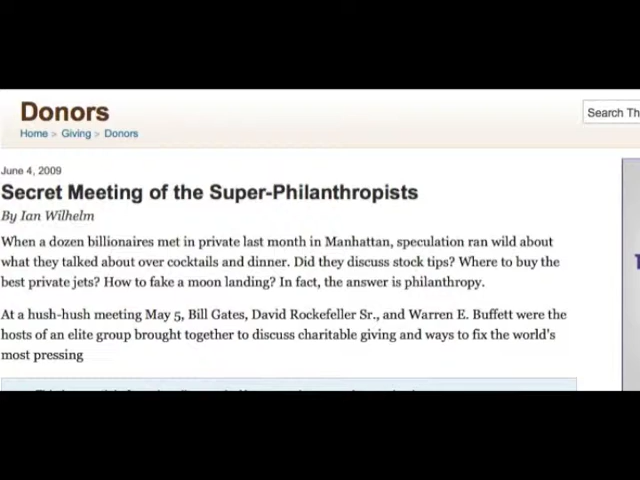 Donors
Home > Giving > Donors
Search Th
June 4, 2009
Secret Meeting of the Super-Philanthropists
By Ian Wilhelm
When a dozen billionaires met in private last month in Manhattan, speculation ran wild about
what they talked about over cocktails and dinner. Did they discuss stock tips? Where to buy the
best private jets? How to fake a moon landing? In fact, the answer is philanthropy.
At a hush-hush meeting May 5, Bill Gates, David Rockefeller Sr., and Warren E. Buffett were the
hosts of an elite group brought together to discuss charitable giving and ways to fix the world's
most pressing